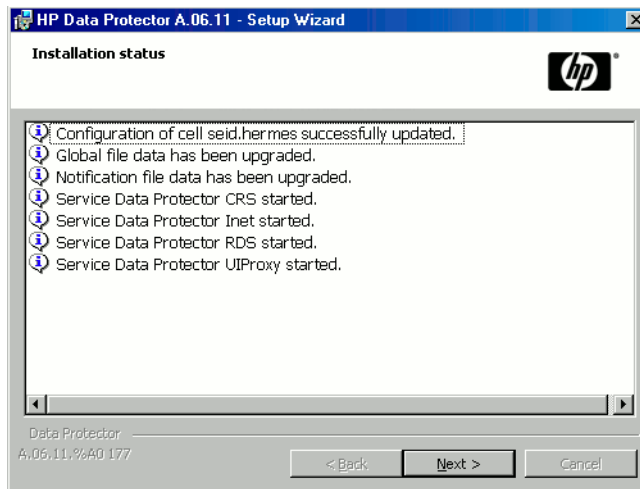 HP Data Protector A.06.11 - Setup Wizard
Installation status
hp
Configuration of cell seid.hermes successfully updated.
Global file data has been upgraded.
Notification file data has been upgraded.
Service Data Protector CRS started.
Service Data Protector Inet started.
Service Data Protector RDS started.
Service Data Protector UIProxy started.
Data Protector
A.06.11.%A0 177
< Back Next > Cancel